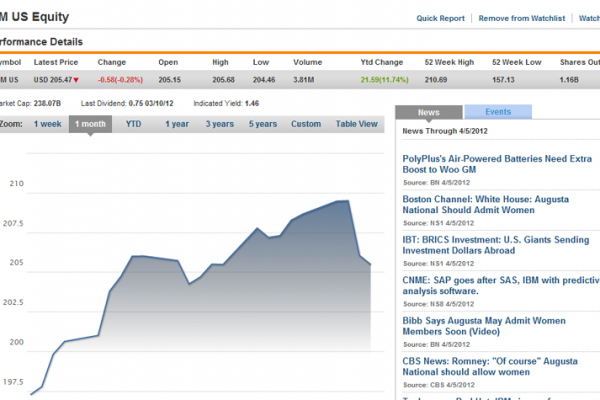 M US Equity
Quick Report
Remove from Watchlist
Watch
rformance Details
ymbol Latest Price Change Open High Low Volume Ytd Change 52 Week High 52 Week Low Shares Out
M US USD 205.47 -0.58(-0.28%) 205.15 205.68 204.46 3.81M 21.59(11.74%) 210.69 157.13 1.16B
arket Cap: 238.07B Last Dividend: 0.75 03/10/12 Indicated Yield: 1.46
Zoom: 1 week 1 month YTD 1 year 3 years 5 years Custom Table View
210
207.5
205
202.5
200
197.5
News Events
News Through 4/5/2012
PolyPlus's Air-Powered Batteries Need Extra
Boost to Woo GM
Source: BN 4/5/2012
Boston Channel: White House: Augusta
National Should Admit Women
Source: NS1 4/5/2012
IBT: BRICS Investment: U.S. Giants Sending
Investment Dollars Abroad
Source: NS1 4/5/2012
CNME: SAP goes after SAS, IBM with predictive
analysis software.
Source: NS8 4/5/2012
Bibb Says Augusta May Admit Women
Members Soon (Video)
Source: BN 4/5/2012
CBS News: Romney: "Of course" Augusta
National should allow women
Source: CBS 4/5/2012